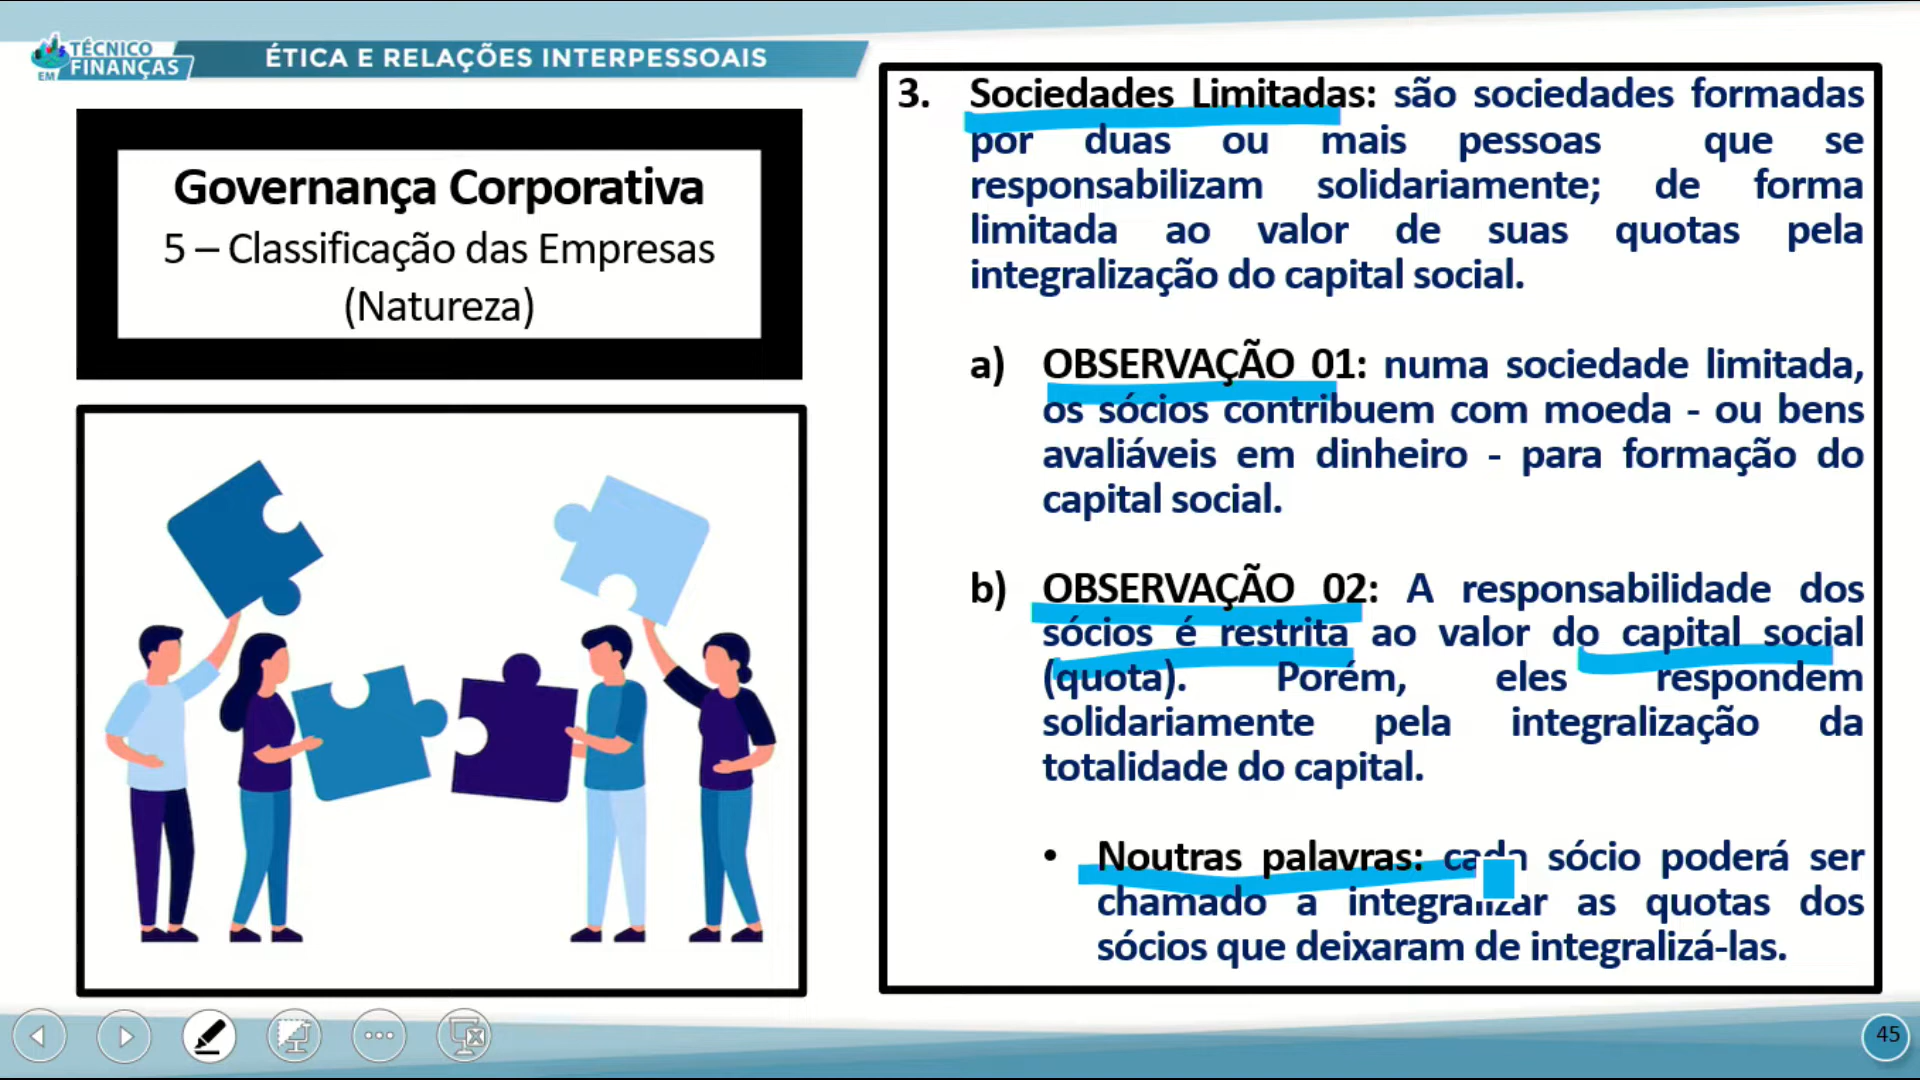 TÉCNICO
EM FINANÇAS
ÉTICA E RELAÇÕES INTERPESSOAIS
Governança Corporativa
5 – Classificação das Empresas
(Natureza)
3. Sociedades Limitadas: são sociedades formadas
por duas ou mais pessoas que se
responsabilizam solidariamente; de forma
limitada ao valor de suas quotas pela
integralização do capital social.
a) OBSERVAÇÃO 01: numa sociedade limitada,
os sócios contribuem com moeda - ou bens
avaliáveis em dinheiro - para formação do
capital social.
b) OBSERVAÇÃO 02: A responsabilidade dos
sócios é restrita ao valor do capital social
(quota). Porém, eles respondem
solidariamente pela integralização da
totalidade do capital.
• Noutras palavras: cada sócio poderá ser
chamado a integralizar as quotas dos
sócios que deixaram de integralizá-las.
45